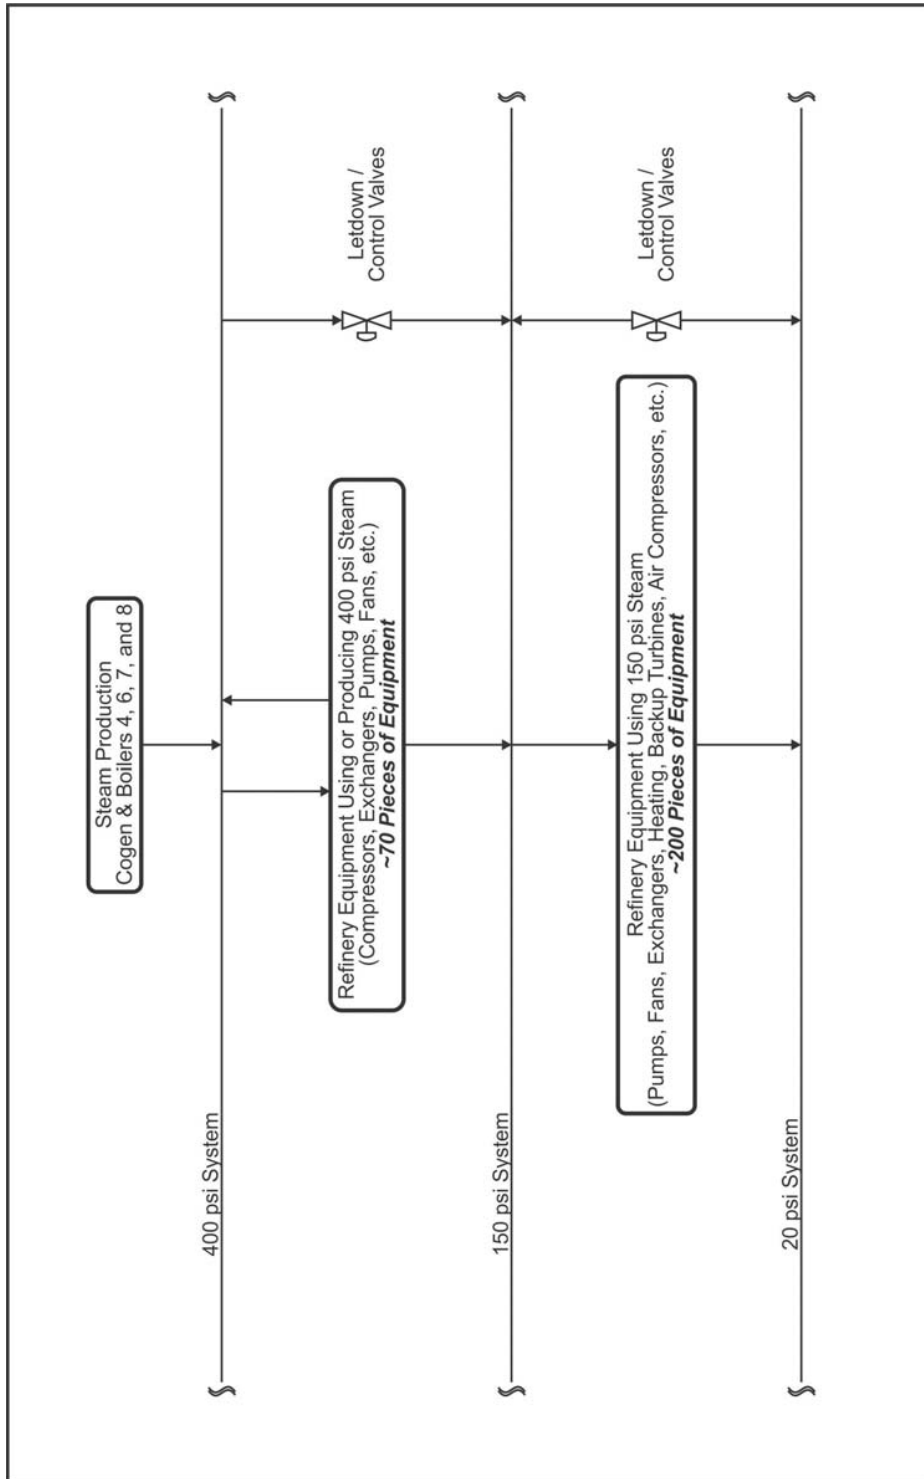 Steam Production
Cogen & Boilers 4, 6, 7, and 8
400 psi System
Refinery Equipment Using or Producing 400 psi Steam
(Compressors, Exchangers, Pumps, Fans, etc.)
~70 Pieces of Equipment
Letdown /
Control Valves
150 psi System
Refinery Equipment Using 150 psi Steam
(Pumps, Fans, Exchangers, Heating, Backup Turbines, Air Compressors, etc.)
~200 Pieces of Equipment
Letdown /
Control Valves
20 psi System